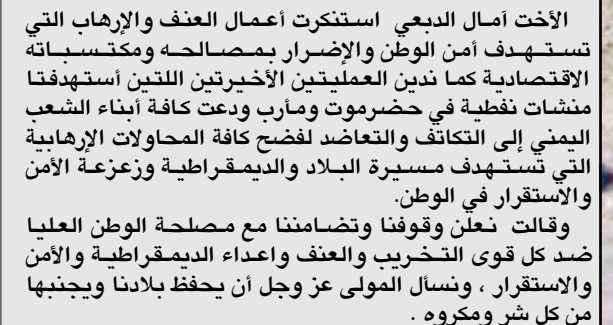 الأخت آمال الدبعي استنكرت أعمال العنف والإرهاب التي
تستهدف أمن الوطن والإضرار بمصالحه ومكتسباته
الاقتصادية كما ندين العمليتين الأخيرتين اللتين أستهدفتا
منشات نفطية في حضرموت ومأرب ودعت كافة أبناء الشعب
اليمني إلى التكاتف والتعاضد لفضح كافة المحاولات الإرهابية
التي تستهدف مسيرة البلاد والديمقراطية وزعزعة الأمن
والاستقرار في الوطن.
وقالت نعلن وقوفنا وتضامننا مع مصلحة الوطن العليا
ضد كل قوى التخريب والعنف واعداء الديمقراطية والأمن
والاستقرار ، ونسأل المولى عز وجل أن يحفظ بلادنا ويجنبها
من كل شر ومكروه .